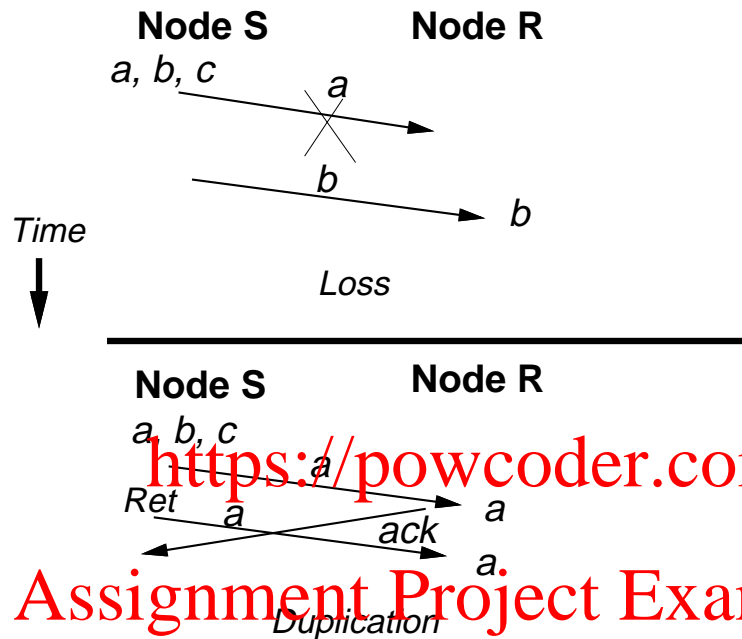 Node S Node R
a, b, c
a
b
b
Time
Loss
Node S Node R
a, b, c
a
https://powcoder.co
a
Ret
a
ack
a
Assignment Project Exa
Duplication